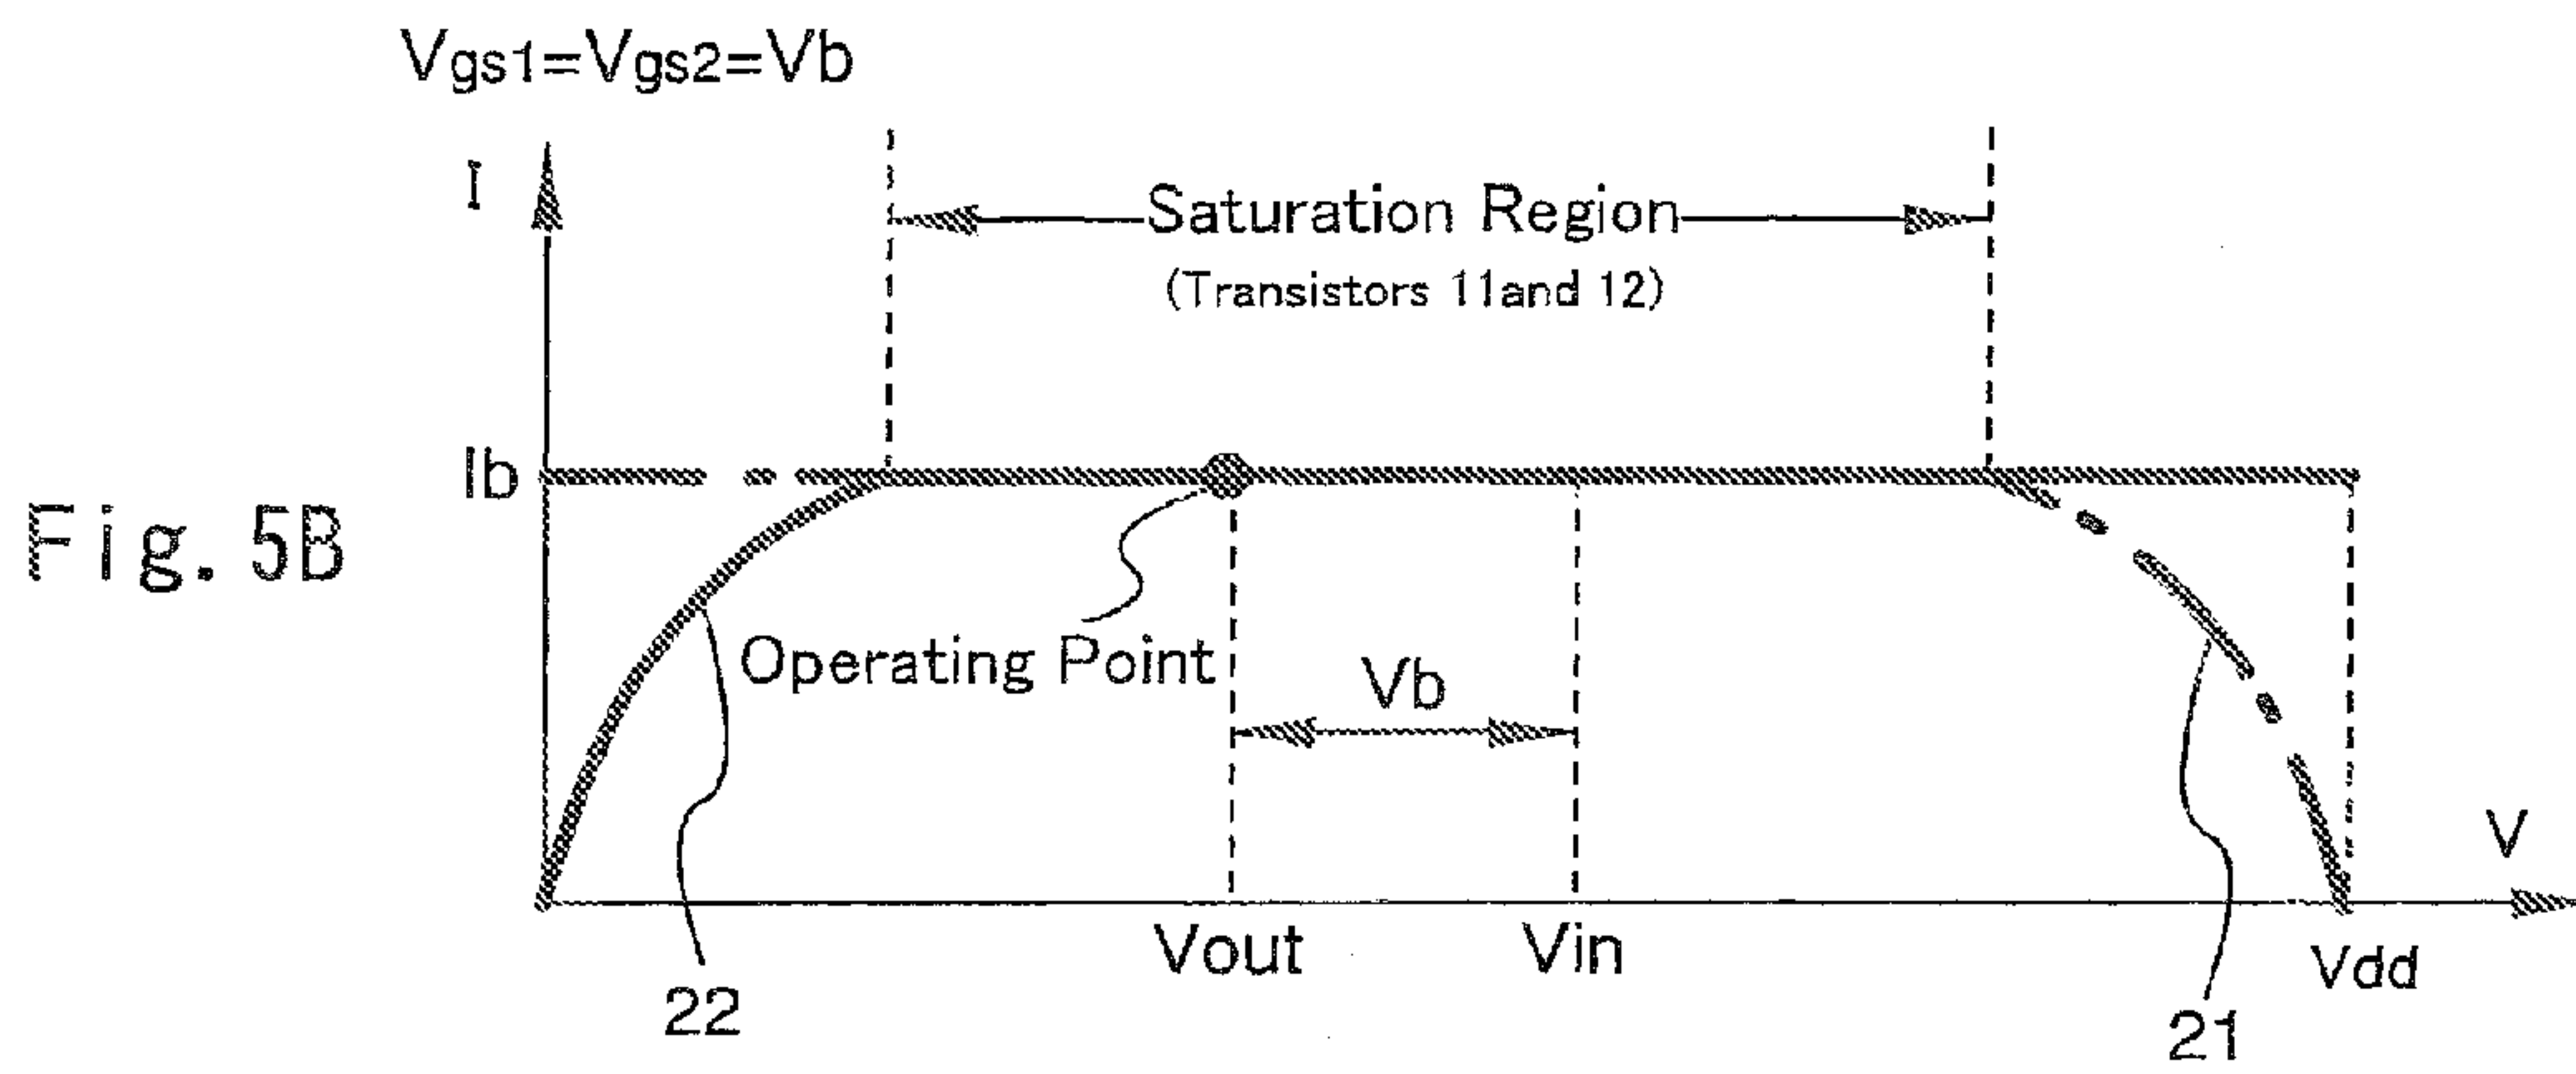 Vgs1=Vgs2=Vb
I
Saturation Region
(Transistors 11and 12)
Ib
Fig. 5B
Operating Point
Vb
V
Vout
Vin
Vdd
22
21